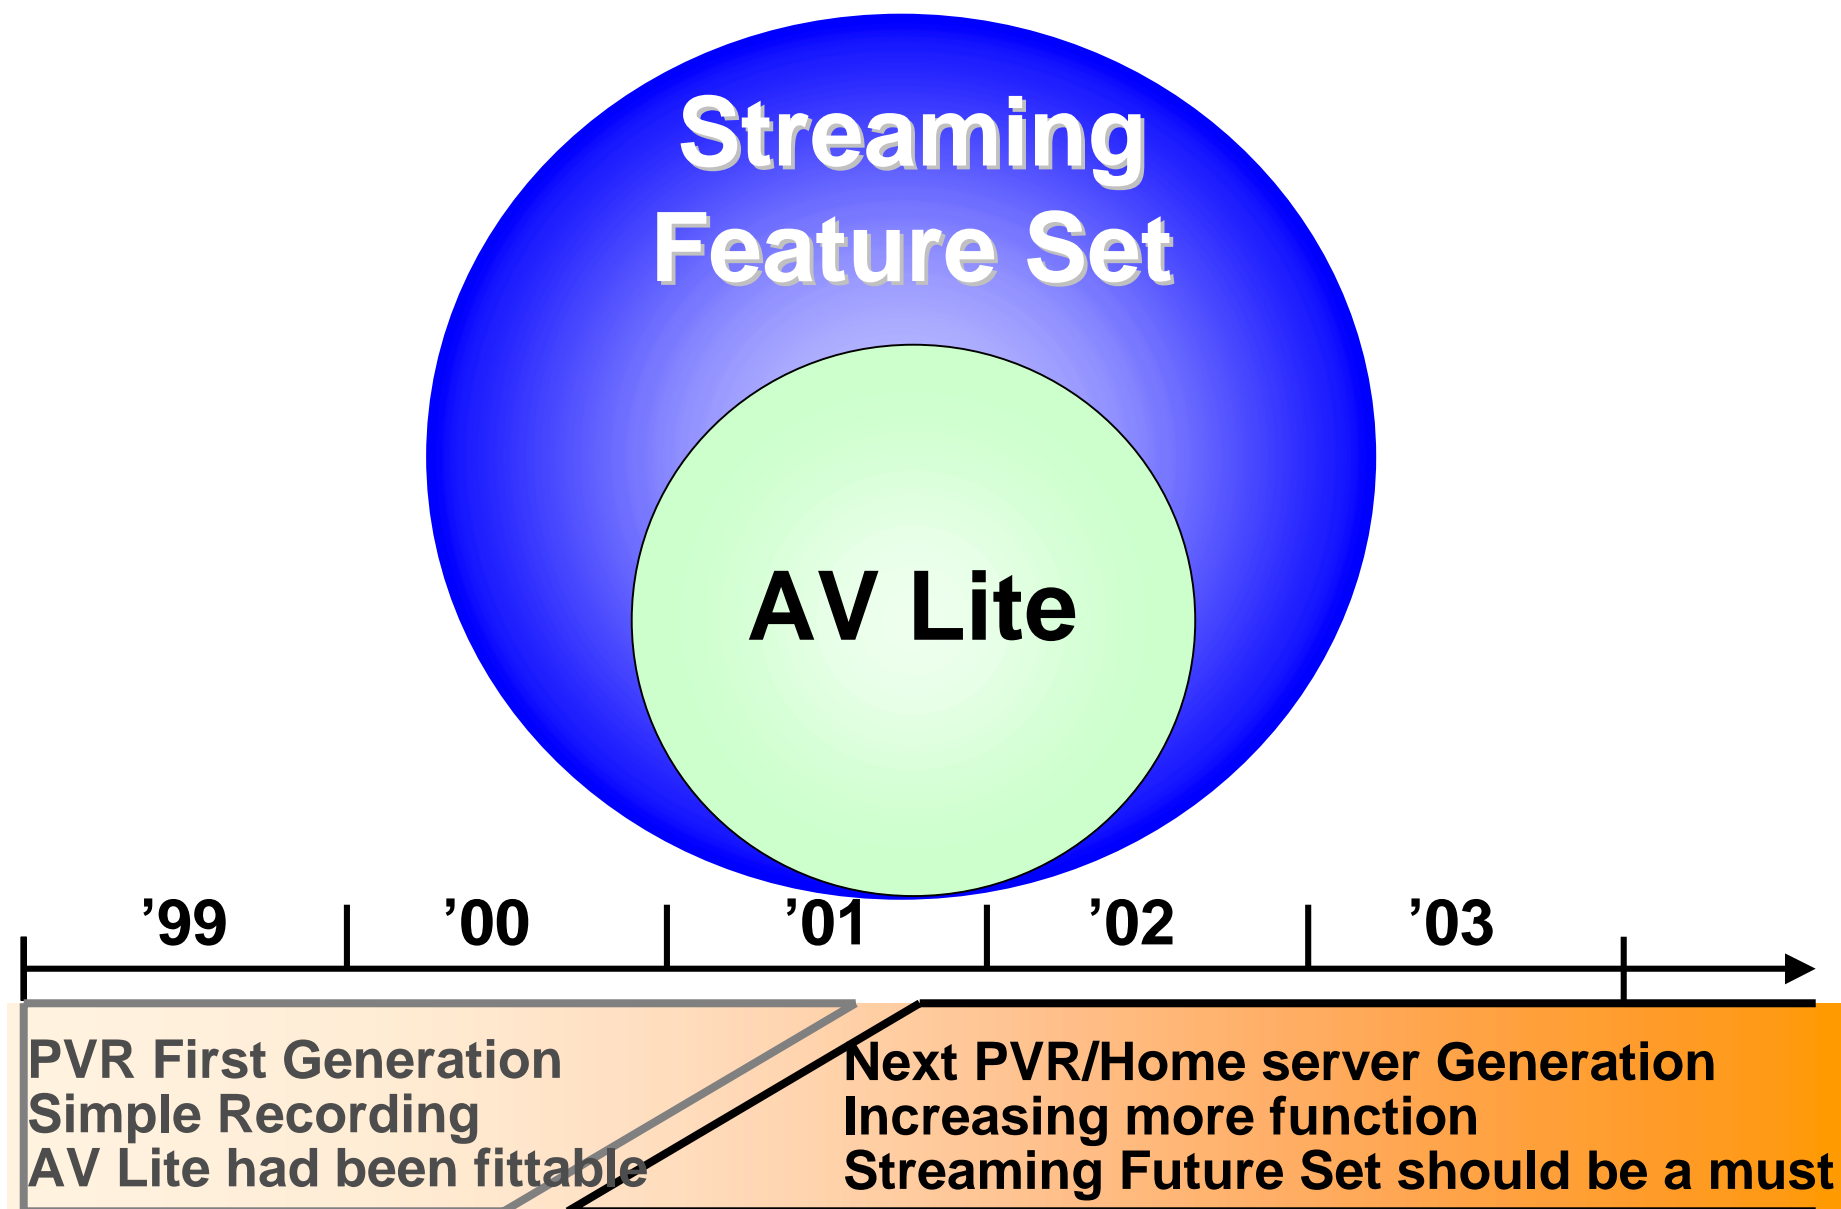 Streaming
Feature Set
AV Lite
’99 ’00 ’01 ’02 ’03
PVR First Generation
Simple Recording
AV Lite had been fittable
Next PVR/Home server Generation
Increasing more function
Streaming Future Set should be a must